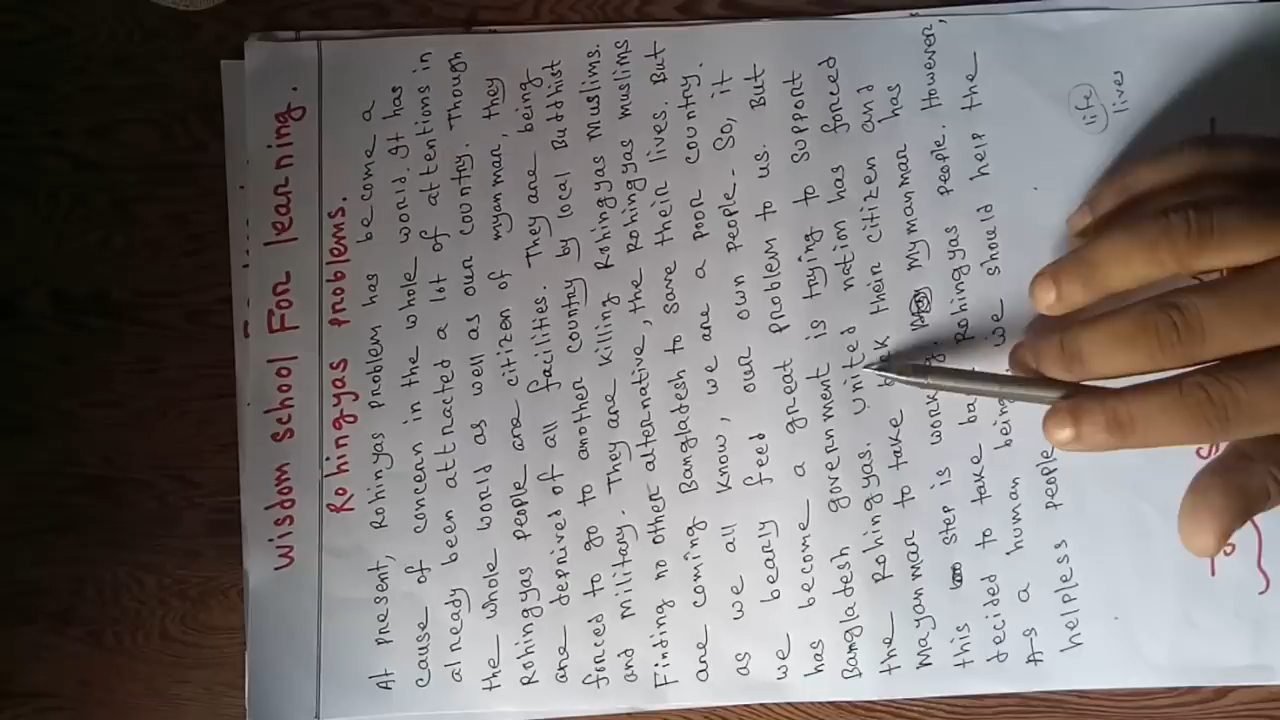 Wisdom school For learning.
Rohingyas problems.
At present, Rohinyas problem has become a
cause of concern in the whole world. It has
already been attracted a lot of attentions in
the whole world as well as our country. Though
Rohingyas people are citizen of myanmar, they
are deprived of all facilities. They are being
forced to go to another country by local Buddhist
and military. They are killing Rohingyas Muslims.
Finding no other alternative, the Rohingyas muslims
are coming Bangladesh to save their lives. But
as we all know, we are a poor country.
we bearly feed our own people. So, it
has become a great problem to us. But
Bangladesh government is trying to support
the Rohingyas. United nation has forced
Mayanmar to take their citizen and
this step is Mymanmar has
decided to take Rohingyas people. However,
As a human being, we should help the
helpless people
life
lives